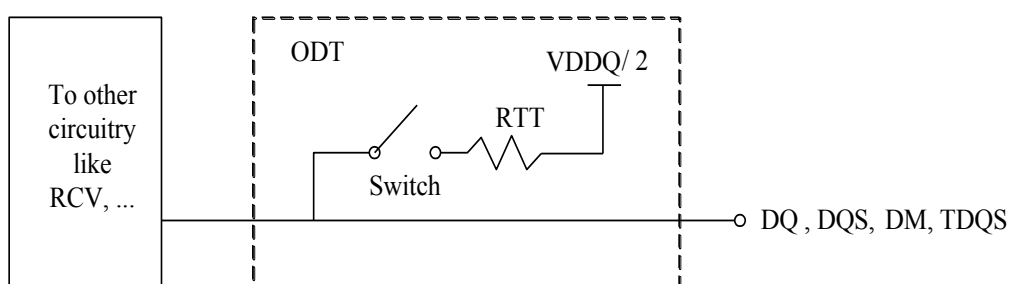 To other
circuitry
like
RCV, ...
ODT
VDDQ/ 2
RTT
Switch
DQ , DQS, DM, TDQS